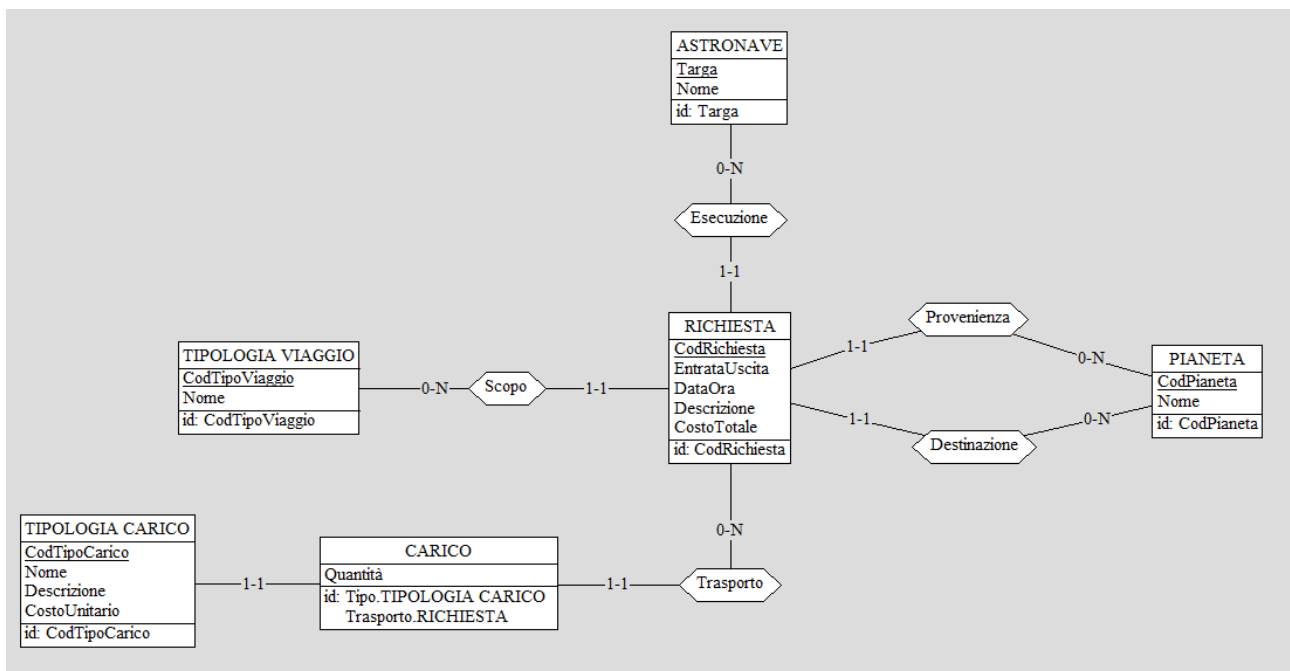 ASTRONAVE
Targa
Nome
id: Targa
0-N
Esecuzione
1-1
RICHIESTA
CodRichiesta
EntrataUscita
DataOra
Descrizione
CostoTotale
id: CodRichiesta
Provenienza
1-1
0-N
PIANETA
CodPianeta
Nome
id: CodPianeta
1-1
0-N
Destinazione
TIPOLOGIA VIAGGIO
CodTipoViaggio
Nome
id: CodTipoViaggio
0-N
Scopo
1-1
0-N
Trasporto
TIPOLOGIA CARICO
CodTipoCarico
Nome
Descrizione
CostoUnitario
id: CodTipoCarico
1-1
CARICO
Quantità
id: Tipo.TIPOLOGIA CARICO
Trasporto.RICHIESTA
1-1